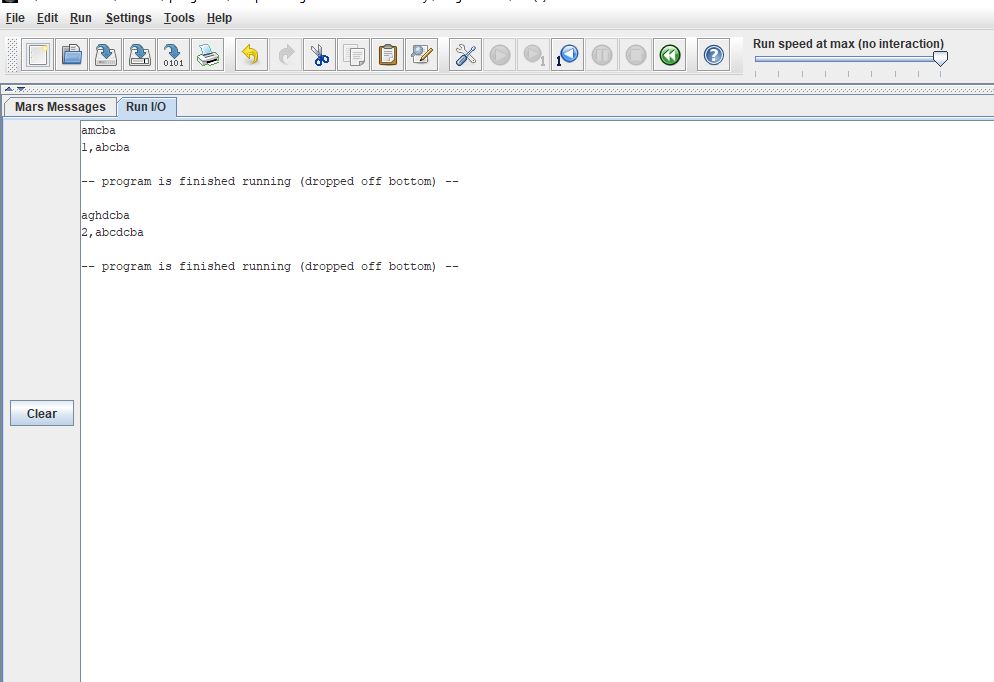 File Edit Run Settings Tools Help
0101
1
1
Run speed at max (no interaction)
Mars Messages Run I/O
amcba
1,abcba
-- program is finished running (dropped off bottom) --
aghdcba
2,abcdcba
-- program is finished running (dropped off bottom) --
Clear